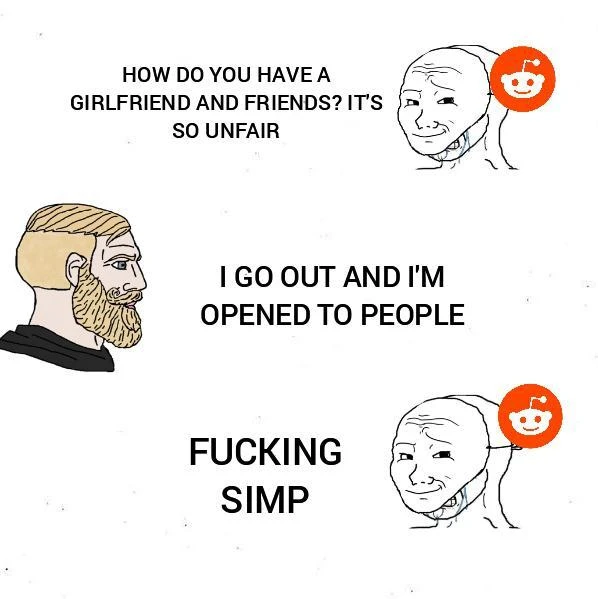 HOW DO YOU HAVE A
GIRLFRIEND AND FRIENDS? IT'S
SO UNFAIR
I GO OUT AND I'M
OPENED TO PEOPLE
FUCKING
SIMP